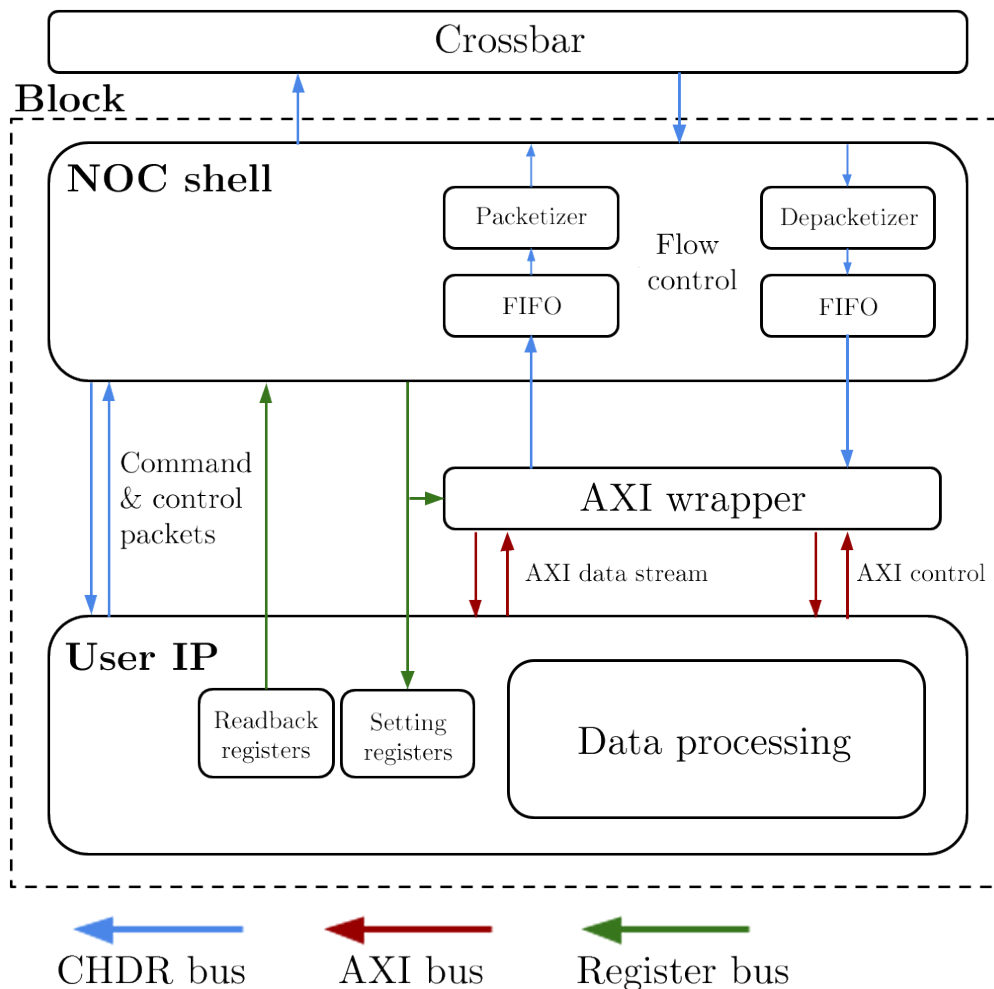 Crossbar
Block
NOC shell
Packetizer
Depacketizer
Flow
control
FIFO
FIFO
Command
& control
packets
AXI wrapper
AXI data stream
AXI control
User IP
Readback
registers
Setting
registers
Data processing
CHDR bus
AXI bus
Register bus